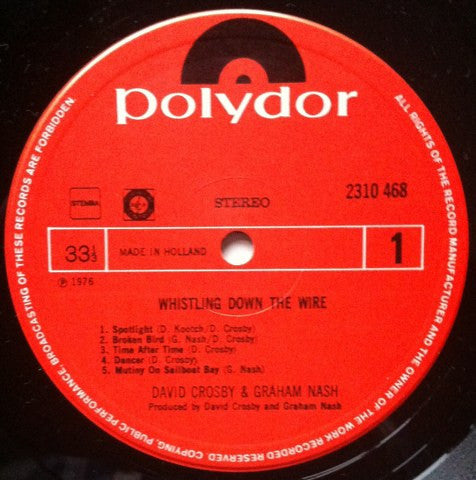 polydor
STEMRA
STEREO
2310 468
33⅓
MADE IN HOLLAND
1
℗ 1976
WHISTLING DOWN THE WIRE
1. Spotlight (D. Kootch/D. Crosby)
2. Broken Bird (G. Nash/D. Crosby)
3. Time After Time (D. Crosby)
4. Dancer (D. Crosby)
5. Mutiny On Sailboat Bay (G. Nash)
DAVID CROSBY & GRAHAM NASH
Produced by David Crosby and Graham Nash
ALL RIGHTS OF THE RECORD MANUFACTURER AND THE OWNER OF THE WORK RECORDED RESERVED. COPYING, PUBLIC PERFORMANCE, BROADCASTING OF THESE RECORDS ARE FORBIDDEN.